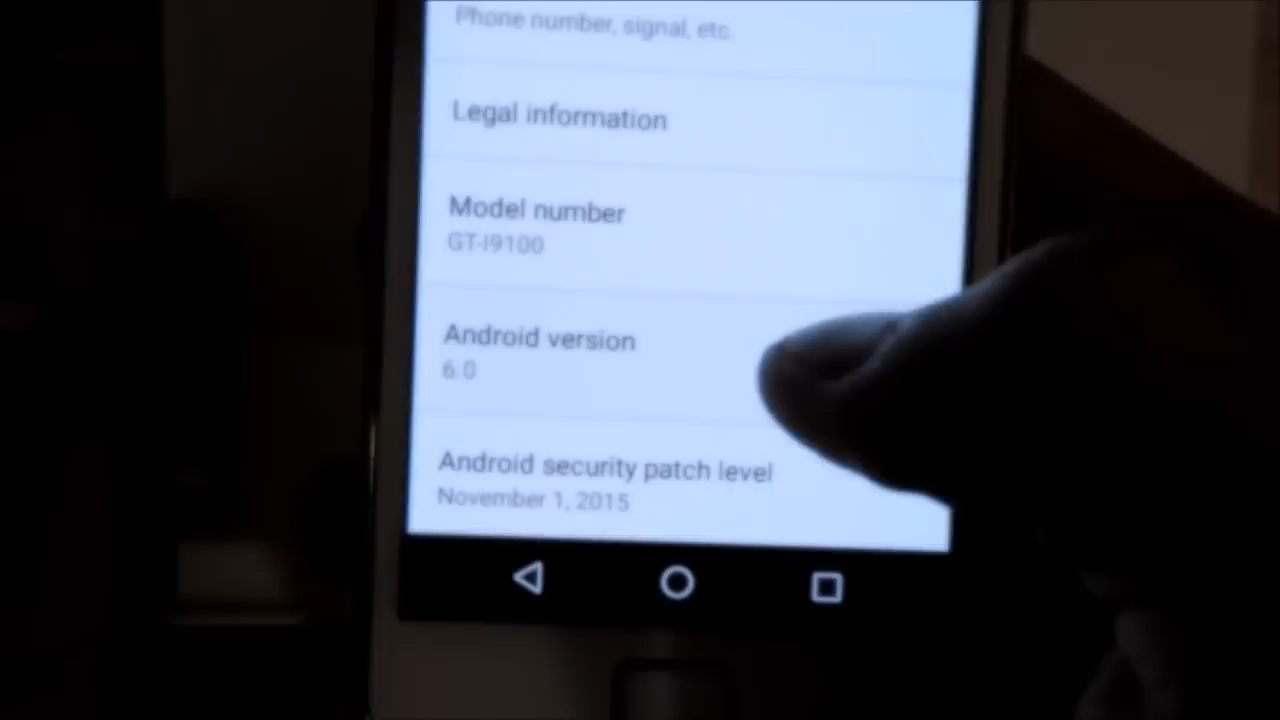 Phone number, signal, etc.
Legal information
Model number
GT-I9100
Android version
6.0
Android security patch level
November 1, 2015